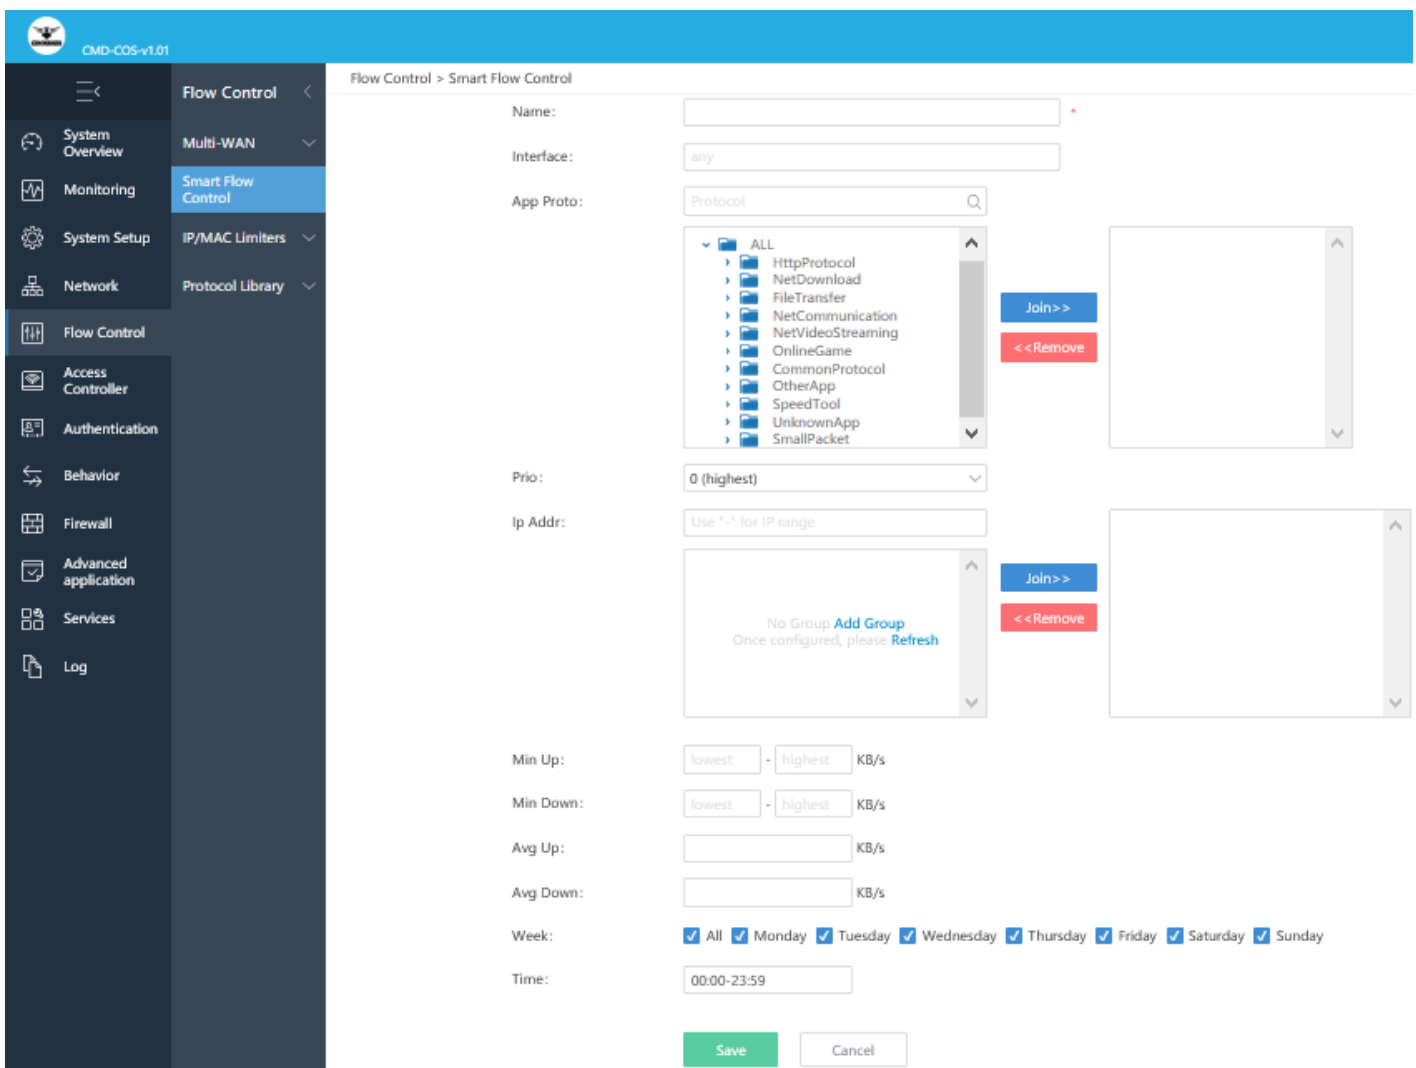 CMD-COS-v1.01
Flow Control
Flow Control > Smart Flow Control
System
Overview
Monitoring
System Setup
Network
Flow Control
Access
Controller
Authentication
Behavior
Firewall
Advanced
application
Services
Log
Multi-WAN
Smart Flow
Control
IP/MAC Limiters
Protocol Library
Name:
*
Interface:
any
App Proto:
Protocol
ALL
HttpProtocol
NetDownload
FileTransfer
NetCommunication
NetVideoStreaming
OnlineGame
CommonProtocol
OtherApp
SpeedTool
UnknownApp
SmallPacket
Join>>
<<Remove
Prio:
0 (highest)
Ip Addr:
Use "-" for IP range
No Group Add Group
Once configured, please Refresh
Join>>
<<Remove
Min Up:
lowest - highest KB/s
Min Down:
lowest - highest KB/s
Avg Up:
KB/s
Avg Down:
KB/s
Week:
All Monday Tuesday Wednesday Thursday Friday Saturday Sunday
Time:
00:00-23:59
Save
Cancel